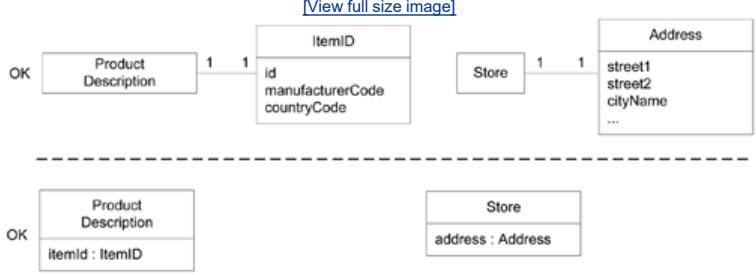 [View full size image]
OK
Product
Description
1 1
ItemID
id
manufacturerCode
countryCode
Store
1 1
Address
street1
street2
cityName
...
OK
Product
Description
itemId : ItemID
Store
address : Address